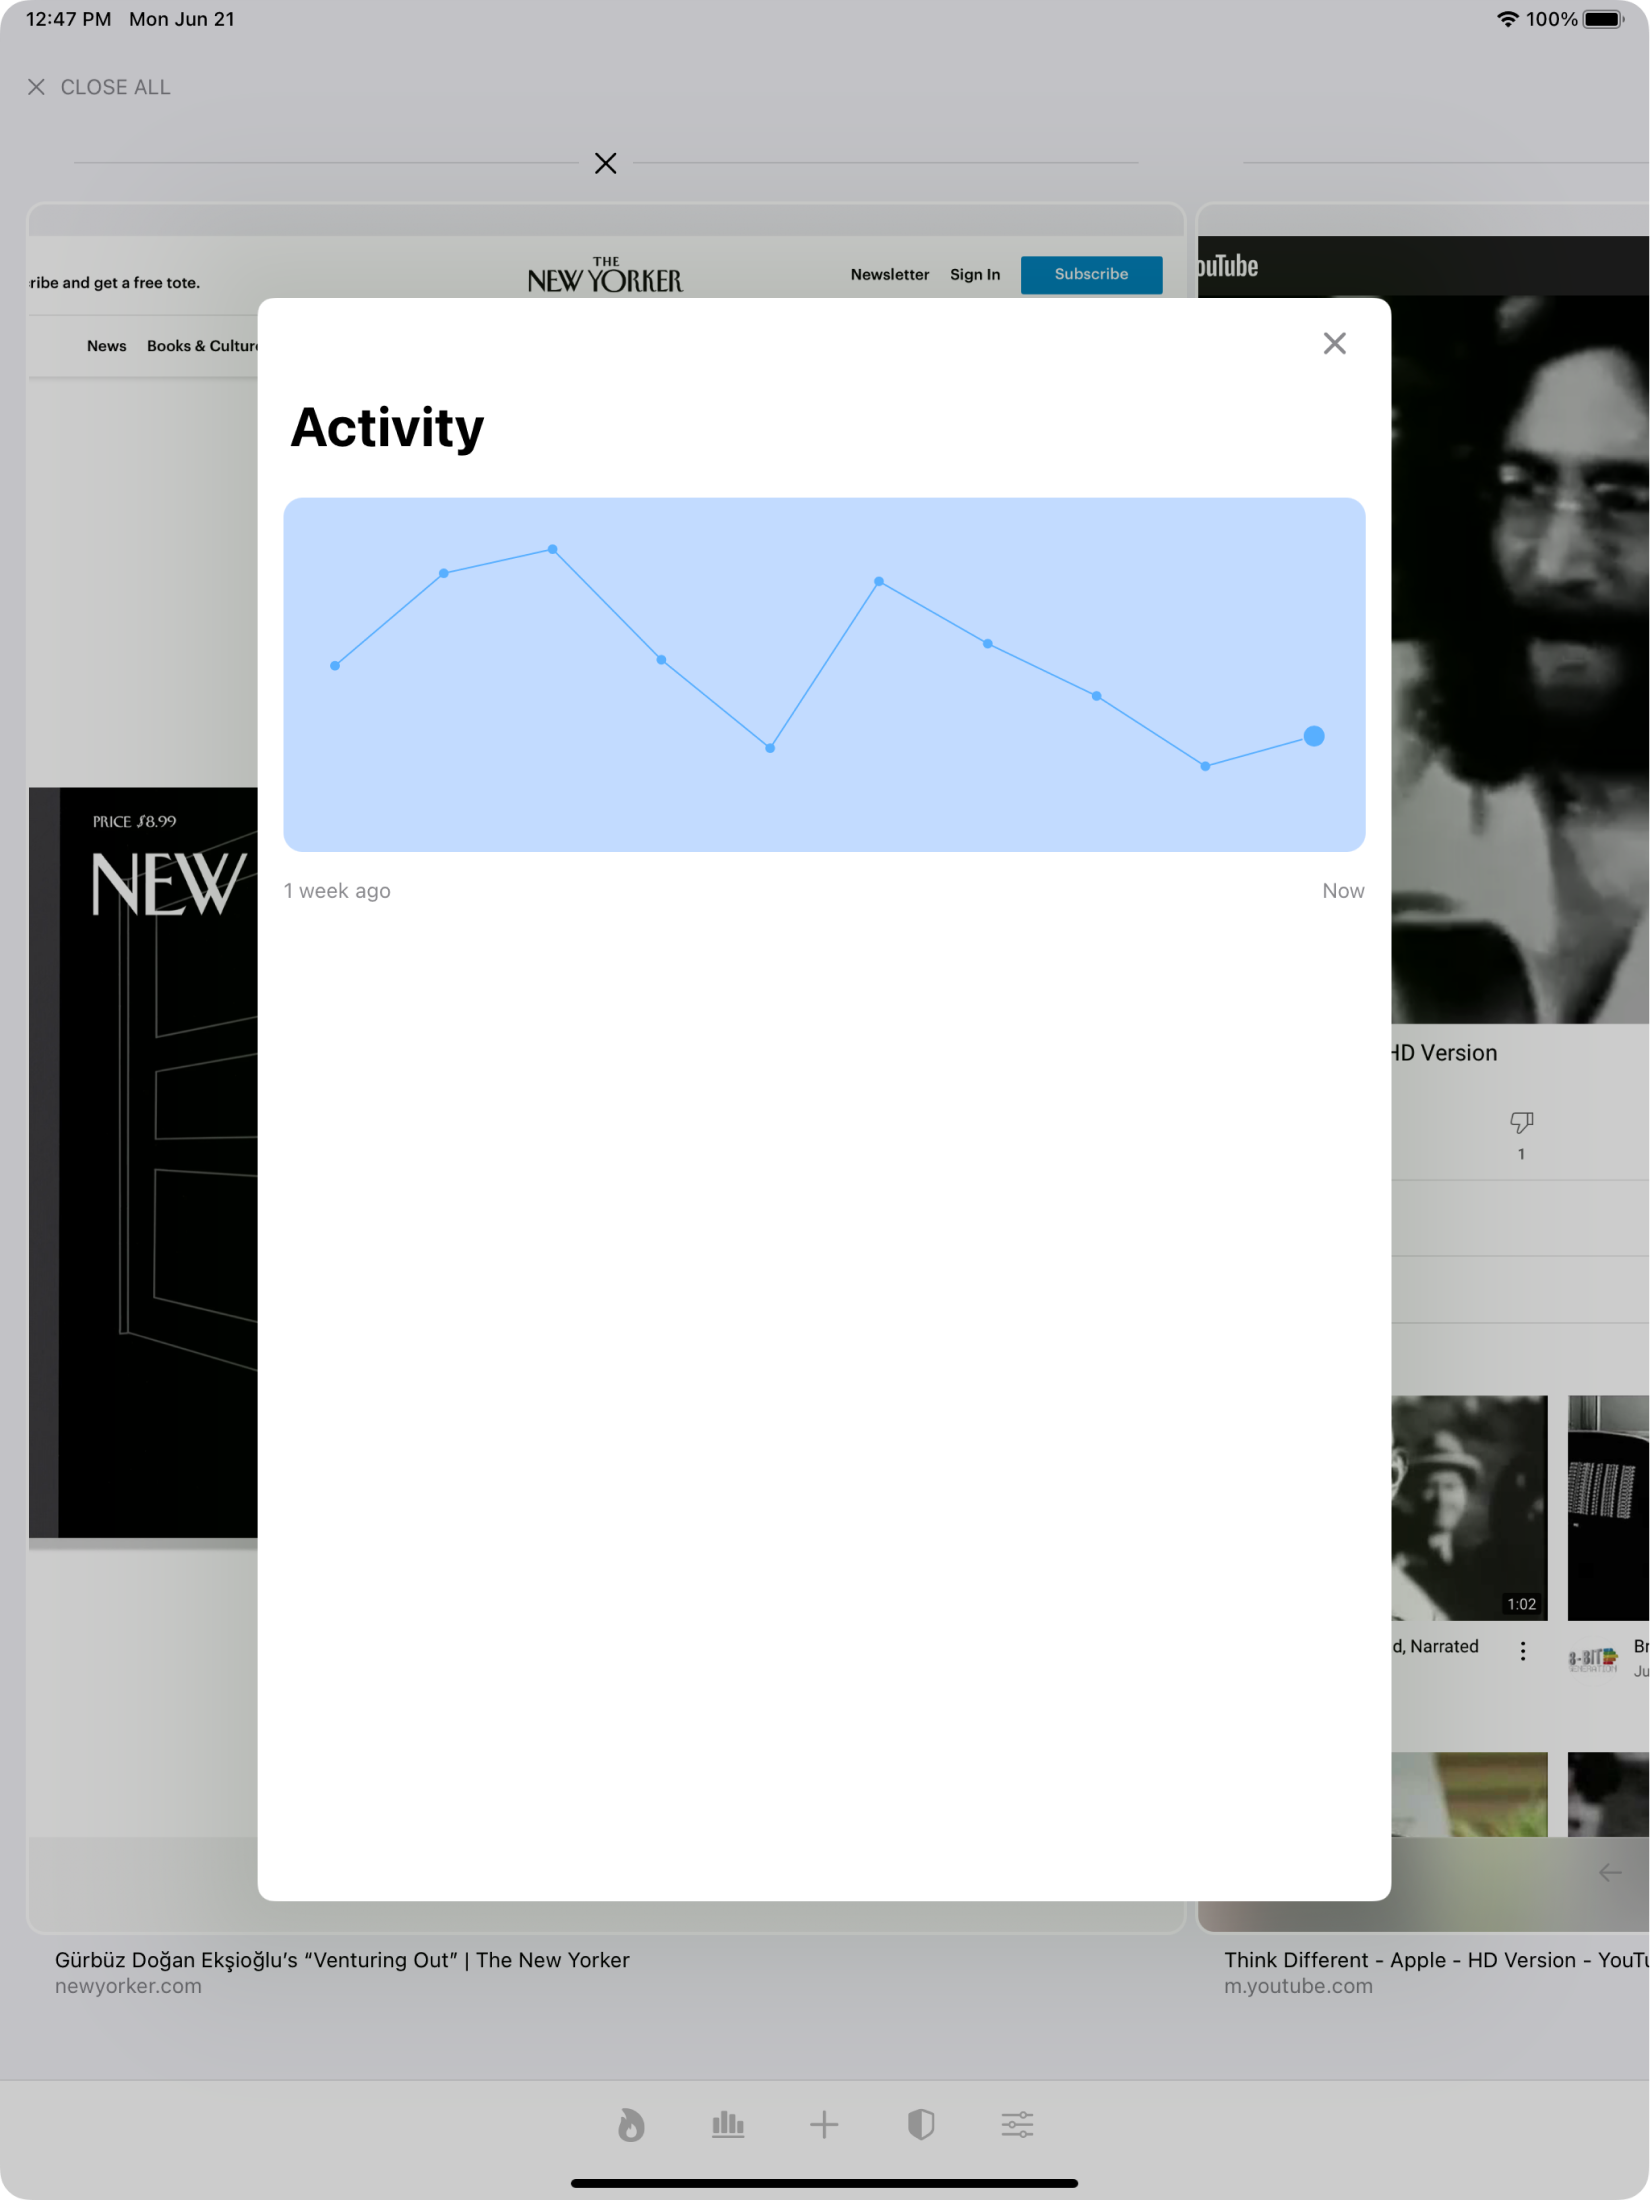 12:47 PM Mon Jun 21
100%
CLOSE ALL
ribe and get a free tote.
THE
NEW YORKER
Newsletter Sign In Subscribe
News Books & Culture
ouTube
Activity
1 week ago
Now
PRICE $8.99
NEW
HD Version
1
1:02
d, Narrated
8-BIT
GENERATION
Br
Ju
Gürbüz Doğan Ekşioğlu’s “Venturing Out” | The New Yorker
newyorker.com
Think Different - Apple - HD Version - YouTu
m.youtube.com